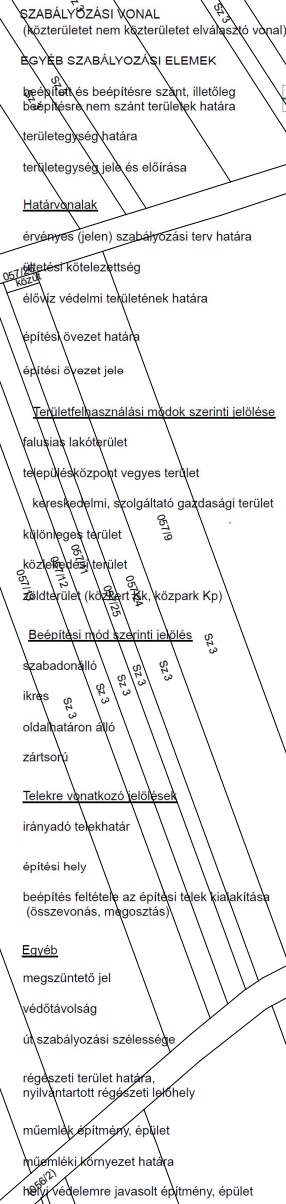 SZABÁLYOZÁSI VONAL
(közterületet nem közterületet elválasztó vonal)
EGYÉB SZABÁLYOZÁSI ELEMEK
beépített és beépítésre szánt, illetőleg
beépítésre nem szánt területek határa
területegység határa
területegység jele és előírása
Határvonalak
érvényes (jelen) szabályozási terv határa
ültetési kötelezettség
közút
élővíz védelmi területének határa
építési övezet határa
építési övezet jele
Területfelhasználási módok szerinti jelölése
falusias lakóterület
településközpont vegyes terület
kereskedelmi, szolgáltató gazdasági terület
057/9
különleges terület
közlekedési terület
057/12
057/25
zöldterület (közkert Kk, közpark Kp)
Beépítési mód szerinti jelölés
Sz 3
szabadonálló
Sz 3
Sz 3
Sz 3
Sz 3
ikres
Sz 3
oldalhatáron álló
zártsorú
Telekre vonatkozó jelölések
irányadó telekhatár
építési hely
beépítés feltétele az építési telek kialakítása
(összevonás, megosztás)
Egyéb
megszüntető jel
védőtávolság
út szabályozási szélessége
régészeti terület határa,
nyilvántartott régészeti lelőhely
műemlék építmény, épület
műemléki környezet határa
helyi védelemre javasolt építmény, épület